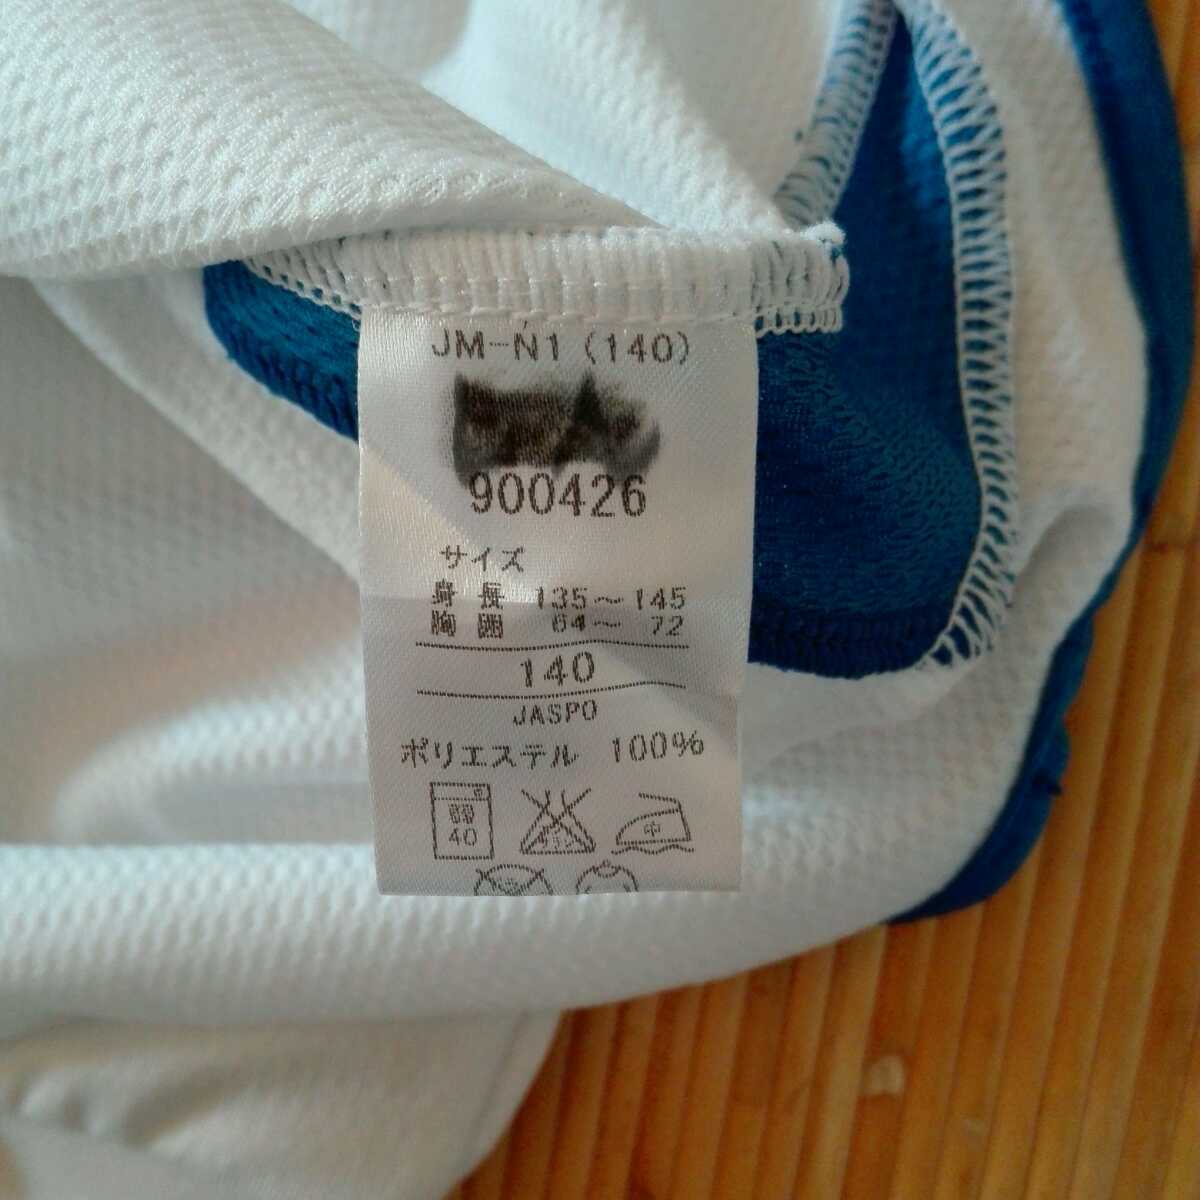 JM-N1 (140)
900426
サイズ
身長 135～145
胸囲 64～ 72
140
JASPO
ポリエステル 100%
弱
40
中